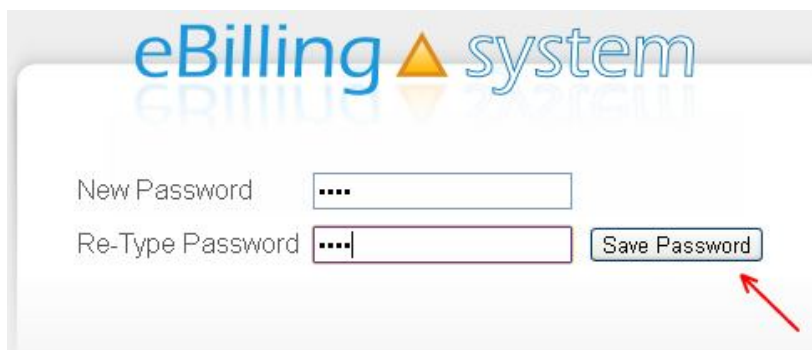 eBilling system
New Password ••••
Re-Type Password •••• Save Password